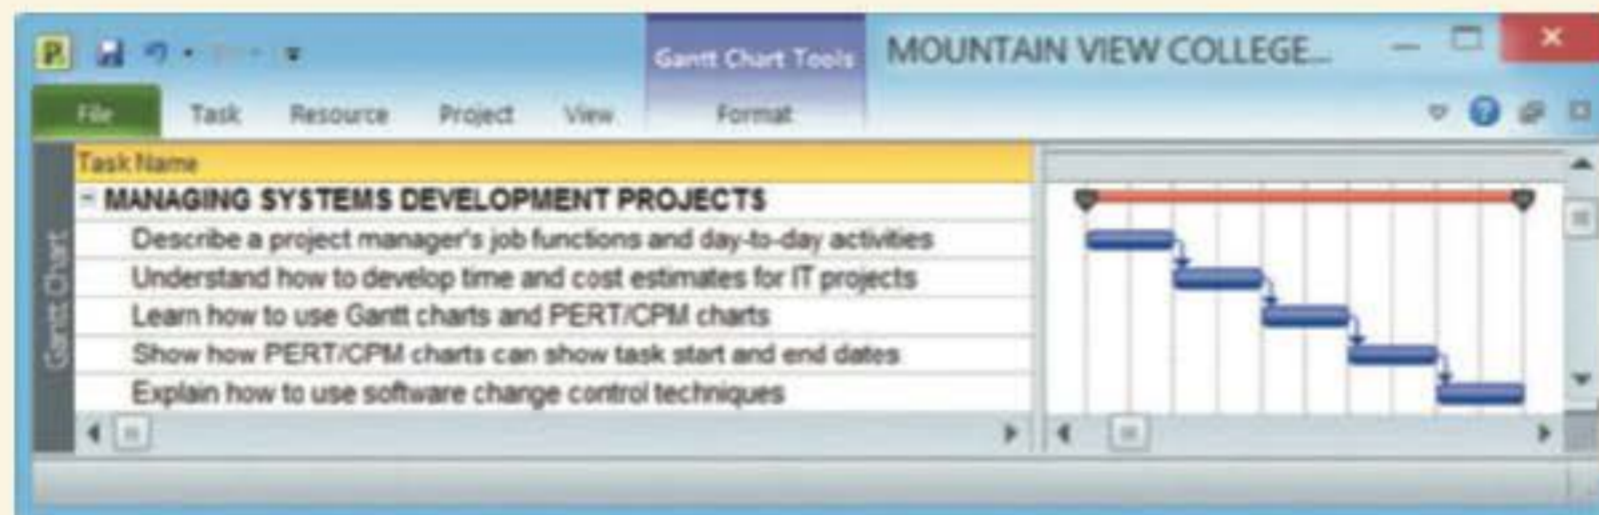 Gantt Chart Tools
MOUNTAIN VIEW COLLEGE...
File Task Resource Project View Format
Task Name
MANAGING SYSTEMS DEVELOPMENT PROJECTS
Describe a project manager's job functions and day-to-day activities
Understand how to develop time and cost estimates for IT projects
Learn how to use Gantt charts and PERT/CPM charts
Show how PERT/CPM charts can show task start and end dates
Explain how to use software change control techniques
Gantt Chart